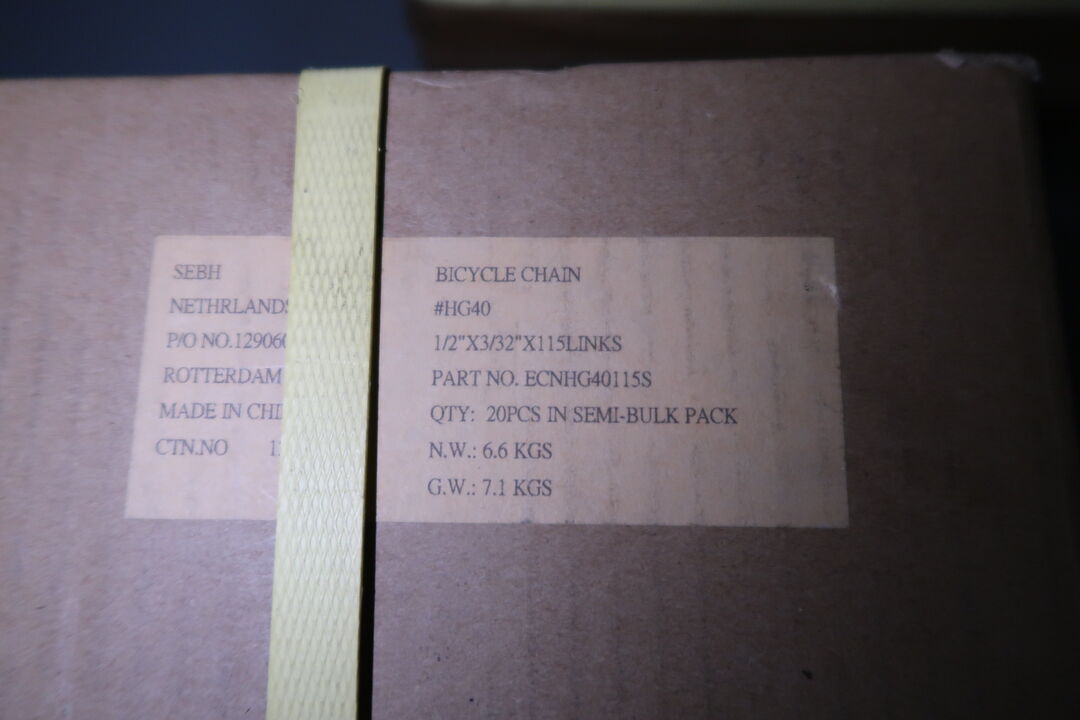 SEBH
NETHRLANDS
P/O NO.12906
ROTTERDAM
MADE IN CHI
CTN.NO 1
BICYCLE CHAIN
#HG40
1/2"X3/32"X115LINKS
PART NO. ECNHG40115S
QTY: 20PCS IN SEMI-BULK PACK
N.W.: 6.6 KGS
G.W.: 7.1 KGS